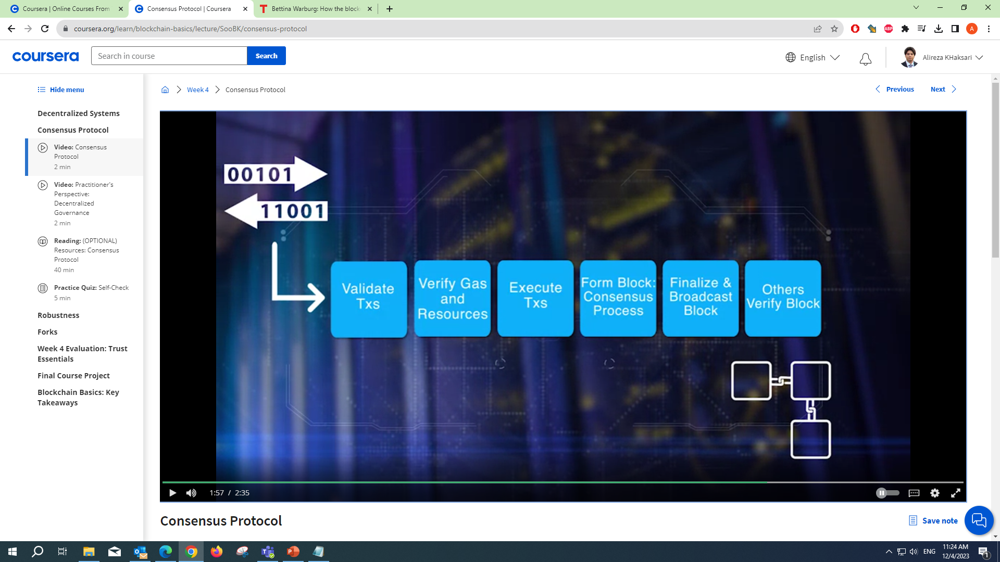 Coursera | Online Courses From
Consensus Protocol | Coursera
Bettina Warburg: How the block
coursera.org/learn/blockchain-basics/lecture/SooBK/consensus-protocol
ABP
A
coursera
Search in course
Search
English
Alireza KHaksari
Hide menu
Decentralized Systems
Consensus Protocol
Video: Consensus
Protocol
2 min
Video: Practitioner's
Perspective:
Decentralized
Governance
2 min
Reading: (OPTIONAL)
Resources: Consensus
Protocol
40 min
Practice Quiz: Self-Check
5 min
Robustness
Forks
Week 4 Evaluation: Trust
Essentials
Final Course Project
Blockchain Basics: Key
Takeaways
Week 4
Consensus Protocol
Previous
Next
00101
11001
Validate
Txs
Verify Gas
and
Resources
Execute
Txs
Form Block:
Consensus
Process
Finalize &
Broadcast
Block
Others
Verify Block
1:57 / 2:35
Consensus Protocol
Save note
ENG
11:24 AM
12/4/2023
1